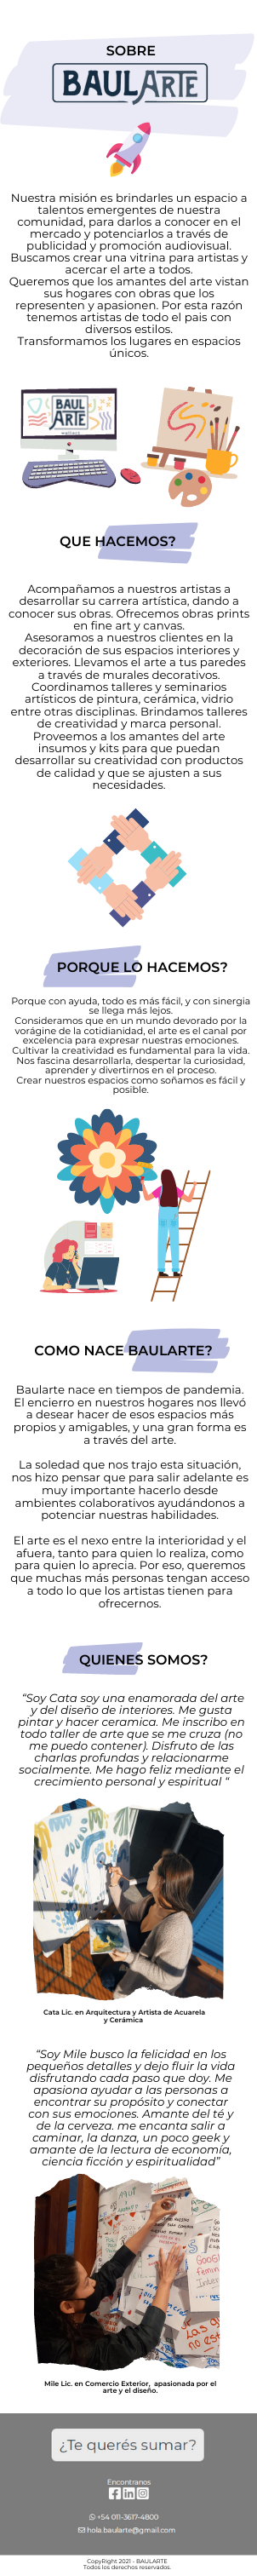 SOBRE
BAULARTE
Nuestra misión es brindarles un espacio a
talentos emergentes de nuestra
comunidad, para darlos a conocer en el
mercado y potenciarlos a través de
publicidad y promoción audiovisual.
Buscamos crear una vitrina para artistas y
acercar el arte a todos.
Queremos que los amantes del arte vistan
sus hogares con obras que los
representen y apasionen. Por esta razón
tenemos artistas de todo el pais con
diversos estilos.
Transformamos los lugares en espacios
únicos.
BAUL
ARTE
QUE HACEMOS?
Acompañamos a nuestros artistas a
desarrollar su carrera artística, dando a
conocer sus obras. Ofrecemos obras prints
en fine art y canvas.
Asesoramos a nuestros clientes en la
decoración de sus espacios interiores y
exteriores. Llevamos el arte a tus paredes
a través de murales decorativos.
Coordinamos talleres y seminarios
artísticos de pintura, cerámica, vidrio
entre otras disciplinas. Brindamos talleres
de creatividad y marca personal.
Proveemos a los amantes del arte
insumos y kits para que puedan
desarrollar su creatividad con productos
de calidad y que se ajusten a sus
necesidades.
PORQUE LO HACEMOS?
Porque con ayuda, todo es más fácil, y con sinergia
se llega más lejos.
Consideramos que en un mundo devorado por la
vorágine de la cotidianidad, el arte es el canal por
excelencia para expresar nuestras emociones.
Cultivar la creatividad es fundamental para la vida.
Nos fascina desarrollarla, despertar la curiosidad,
aprender y divertirnos en el proceso.
Crear nuestros espacios como soñamos es fácil y
posible.
COMO NACE BAULARTE?
Baularte nace en tiempos de pandemia.
El encierro en nuestros hogares nos llevó
a desear hacer de esos espacios más
propios y amigables, y una gran forma es
a través del arte.
La soledad que nos trajo esta situación,
nos hizo pensar que para salir adelante es
muy importante hacerlo desde
ambientes colaborativos ayudándonos a
potenciar nuestras habilidades.
El arte es el nexo entre la interioridad y el
afuera, tanto para quien lo realiza, como
para quien lo aprecia. Por eso, queremos
que muchas más personas tengan acceso
a todo lo que los artistas tienen para
ofrecernos.
QUIENES SOMOS?
“Soy Cata soy una enamorada del arte
y del diseño de interiores. Me gusta
pintar y hacer ceramica. Me inscribo en
todo taller de arte que se me cruza (no
me puedo contener). Disfruto de las
charlas profundas y relacionarme
socialmente. Me hago feliz mediante el
crecimiento personal y espiritual “
Cata Lic. en Arquitectura y Artista de Acuarela
y Cerámica
“Soy Mile busco la felicidad en los
pequeños detalles y dejo fluir la vida
disfrutando cada paso que doy. Me
apasiona ayudar a las personas a
encontrar su propósito y conectar
con sus emociones. Amante del té y
de la cerveza. me encanta salir a
caminar, la danza, un poco geek y
amante de la lectura de economía,
ciencia ficción y espiritualidad”
Mile Lic. en Comercio Exterior, apasionada por el
arte y el diseño.
¿Te querés sumar?
Encontranos
+54 011-3617-4800
hola.baularte@gmail.com
CopyRight 2021 - BAULARTE
Todos los derechos reservados.